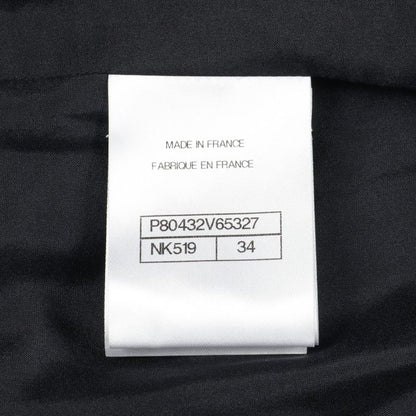 MADE IN FRANCE
FABRIQUE EN FRANCE
P80432V65327
NK519 34